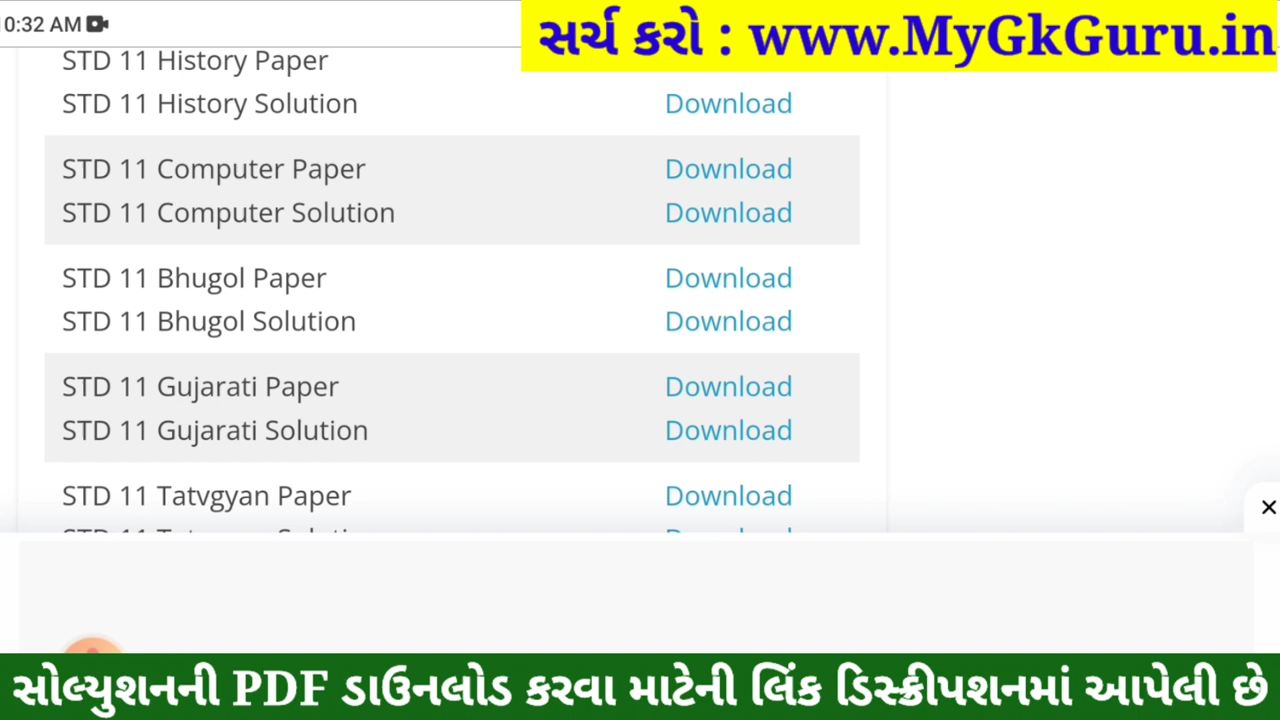 0:32 AM
સર્ચ કરો : www.MyGkGuru.in
STD 11 History Paper
STD 11 History Solution Download
STD 11 Computer Paper Download
STD 11 Computer Solution Download
STD 11 Bhugol Paper Download
STD 11 Bhugol Solution Download
STD 11 Gujarati Paper Download
STD 11 Gujarati Solution Download
STD 11 Tatvgyan Paper Download
સોલ્યુશનની PDF ડાઉનલોડ કરવા માટેની લિંક ડિસ્ક્રીપશનમાં આપેલી છે